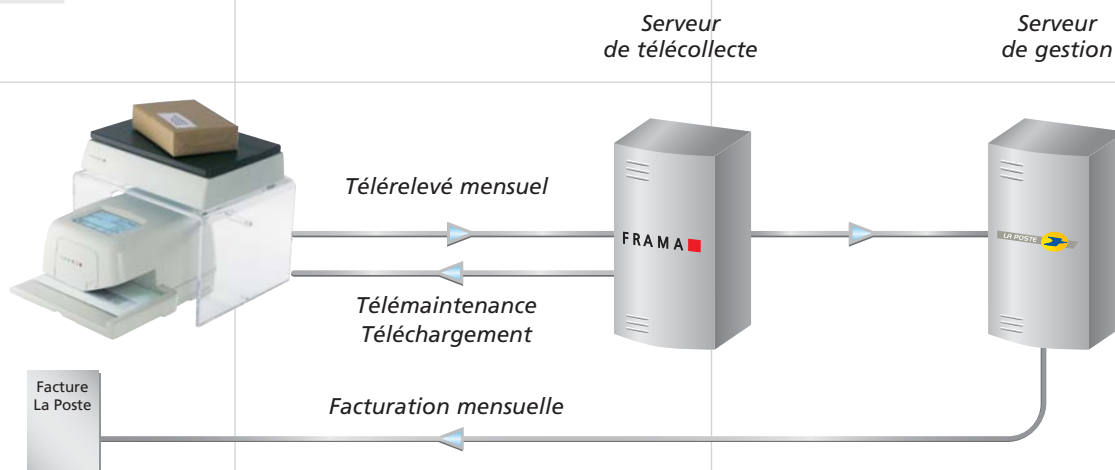 Serveur
de télécollecte
Serveur
de gestion
Télérelevé mensuel
FRAMA
LA POSTE
Télémaintenance
Téléchargement
Facture
La Poste
Facturation mensuelle